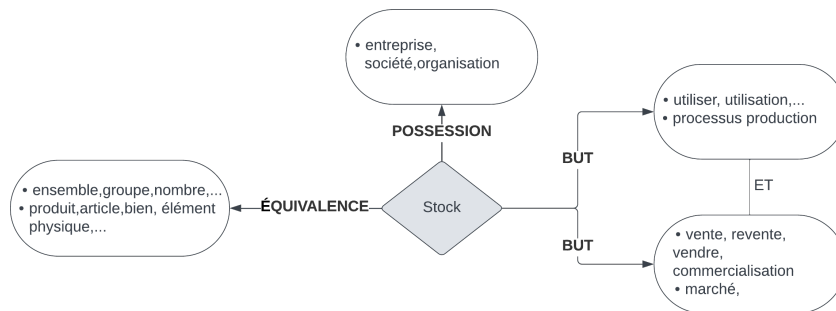 • entreprise,
société,organisation
POSSESSION
• utiliser, utilisation,...
• processus production
BUT
ET
• ensemble,groupe,nombre,...
• produit,article,bien, élément
physique,...
ÉQUIVALENCE
Stock
BUT
• vente, revente,
vendre,
commercialisation
• marché,